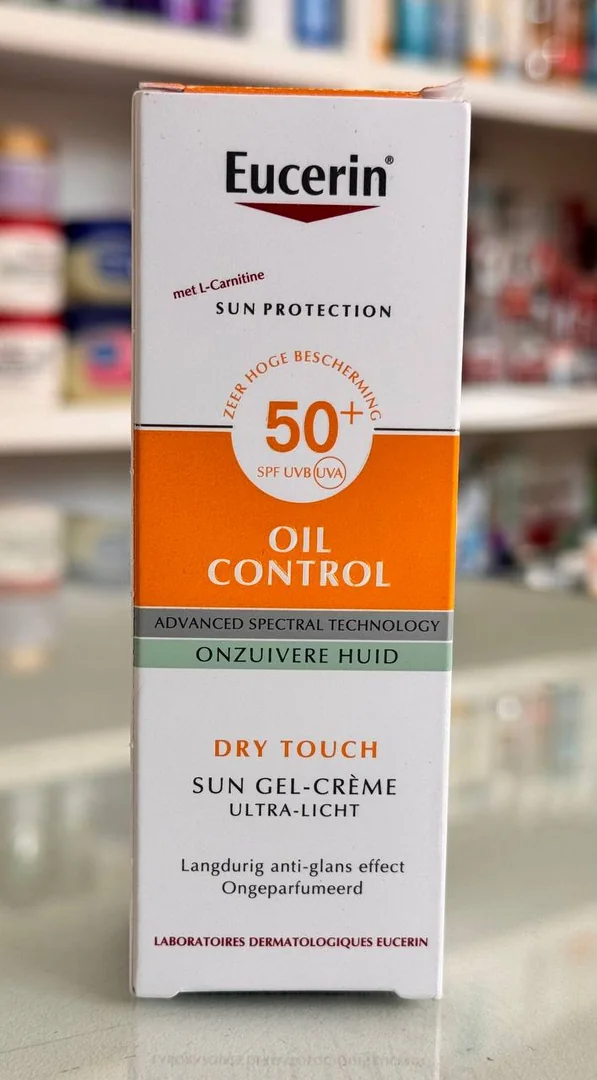 Eucerin®
met L-Carnitine
SUN PROTECTION
ZEER HOGE BESCHERMING
50+
SPF UVB UVA
OIL
CONTROL
ADVANCED SPECTRAL TECHNOLOGY
ONZUIVERE HUID
DRY TOUCH
SUN GEL-CRÈME
ULTRA-LICHT
Langdurig anti-glans effect
Ongeparfumeerd
LABORATOIRES DERMATOLOGIQUES EUCERIN